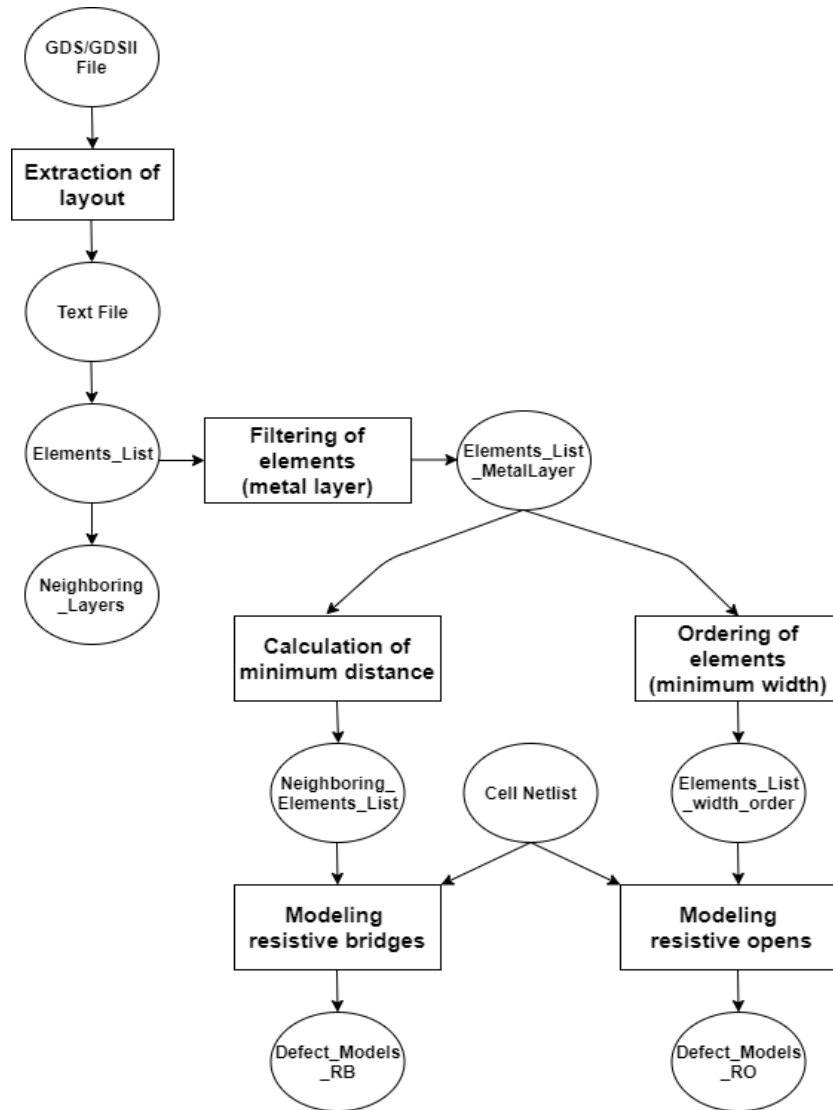 GDS/GDSII
File
Extraction of
layout
Text File
Elements_List
Filtering of
elements
(metal layer)
Elements_List
_MetalLayer
Neighboring
_Layers
Calculation of
minimum distance
Ordering of
elements
(minimum width)
Neighboring_
Elements_List
Cell Netlist
Elements_List
_width_order
Modeling
resistive bridges
Modeling
resistive opens
Defect_Models
_RB
Defect_Models
_RO